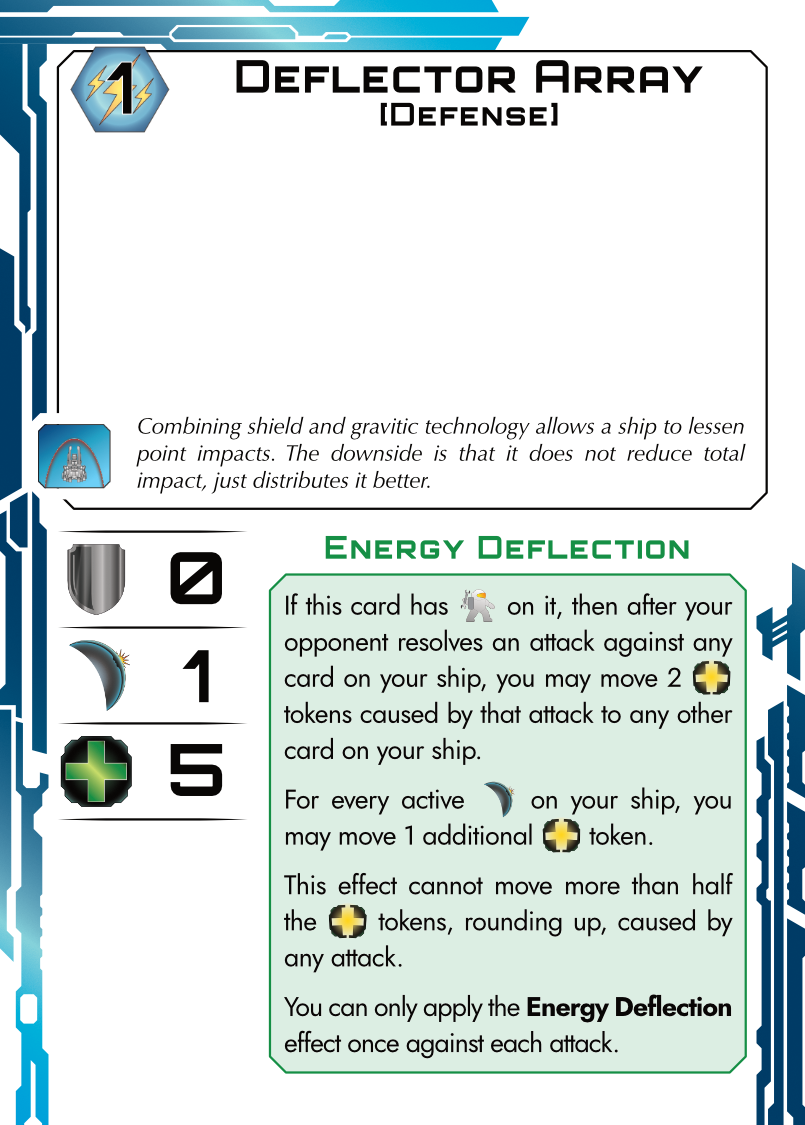 1
Deflector Array
[Defense]
Combining shield and gravitic technology allows a ship to lessen
point impacts. The downside is that it does not reduce total
impact, just distributes it better.
0
1
5
Energy Deflection
If this card has on it, then after your
opponent resolves an attack against any
card on your ship, you may move 2
tokens caused by that attack to any other
card on your ship.
For every active on your ship, you
may move 1 additional token.
This effect cannot move more than half
the tokens, rounding up, caused by
any attack.
You can only apply the Energy Deflection
effect once against each attack.